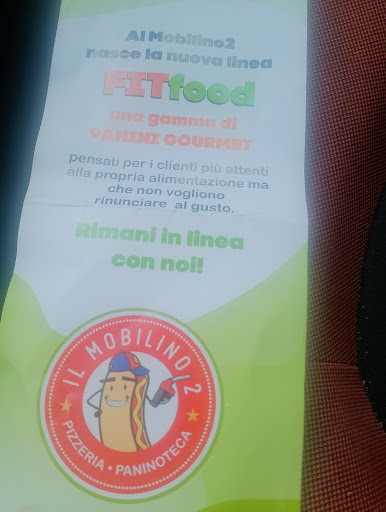 Al Mobilino2
nasce la nuova linea
FITfood
una gamma di
PANINI GOURMET
pensati per i clienti più attenti
alla propria alimentazione ma
che non vogliono
rinunciare al gusto.
Rimani in linea
con noi!
IL MOBILINO 2
PIZZERIA • PANINOTECA